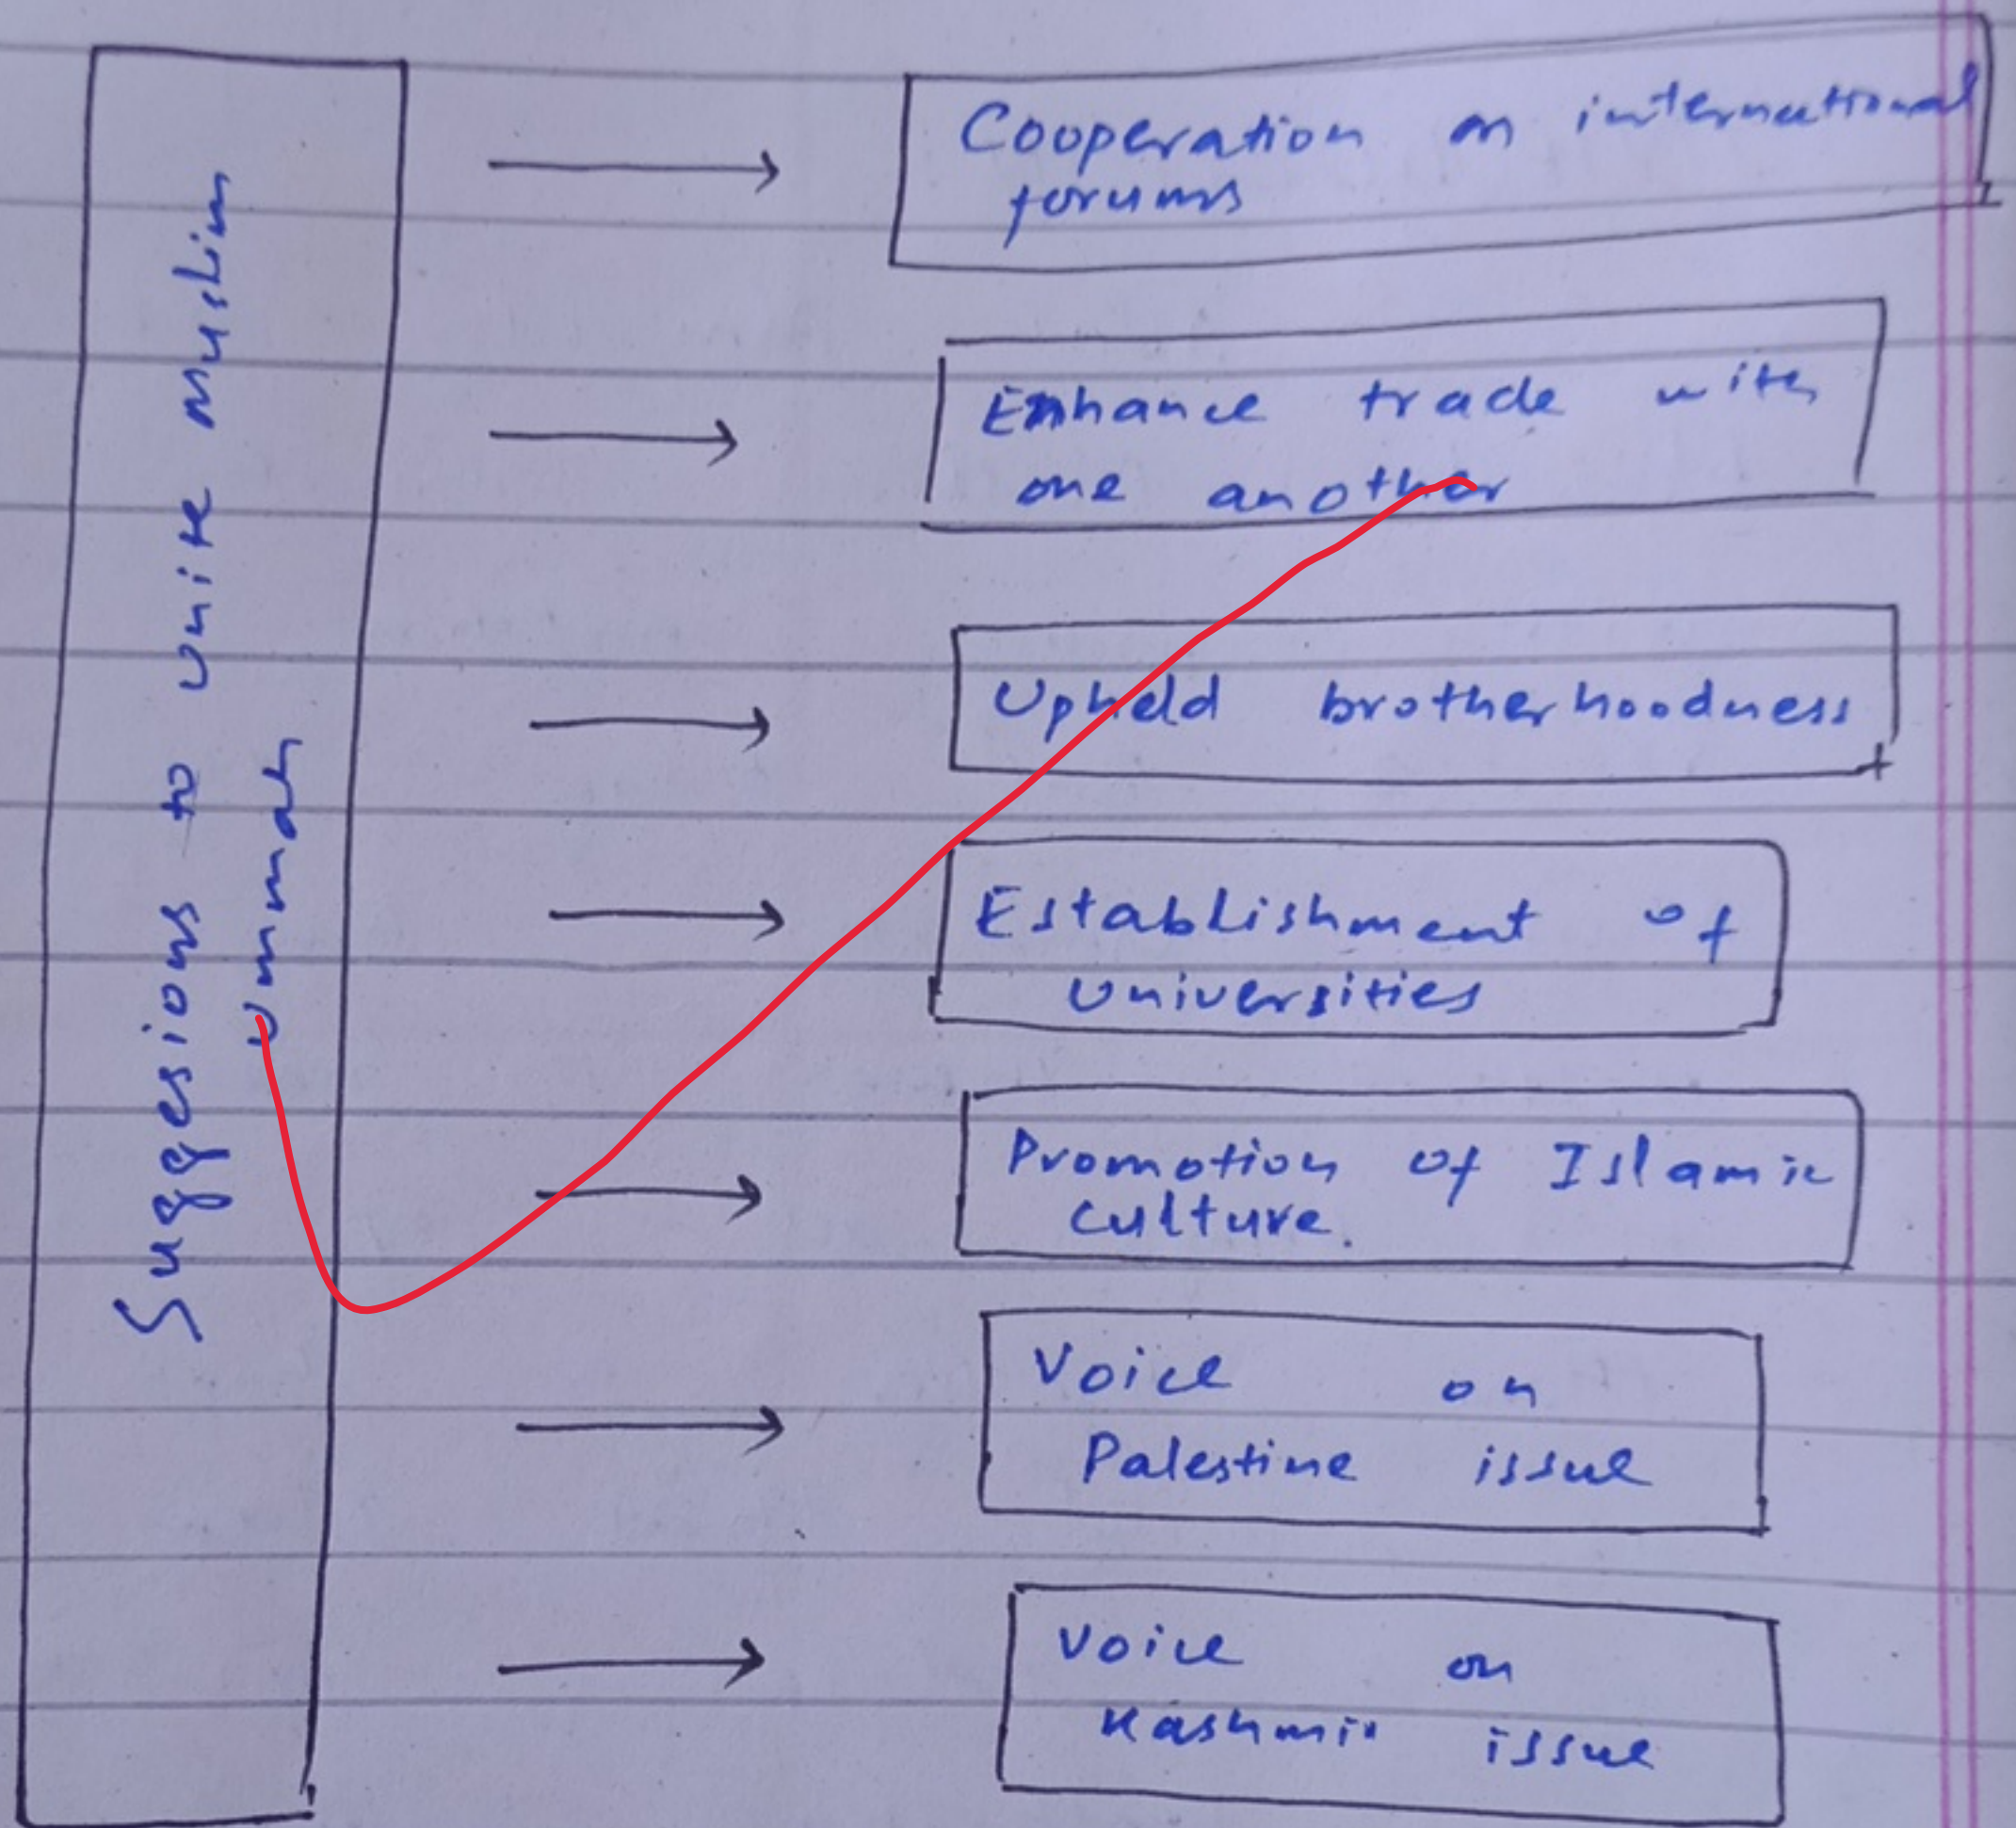 Suggesions to unite muslim
ummah
Cooperation on international
forums
Enhance trade with
one another
Upheld brotherhoodness
Establishment of
universities
Promotion of Islamic
culture.
Voice on
Palestine issue
Voice on
Kashmir issue